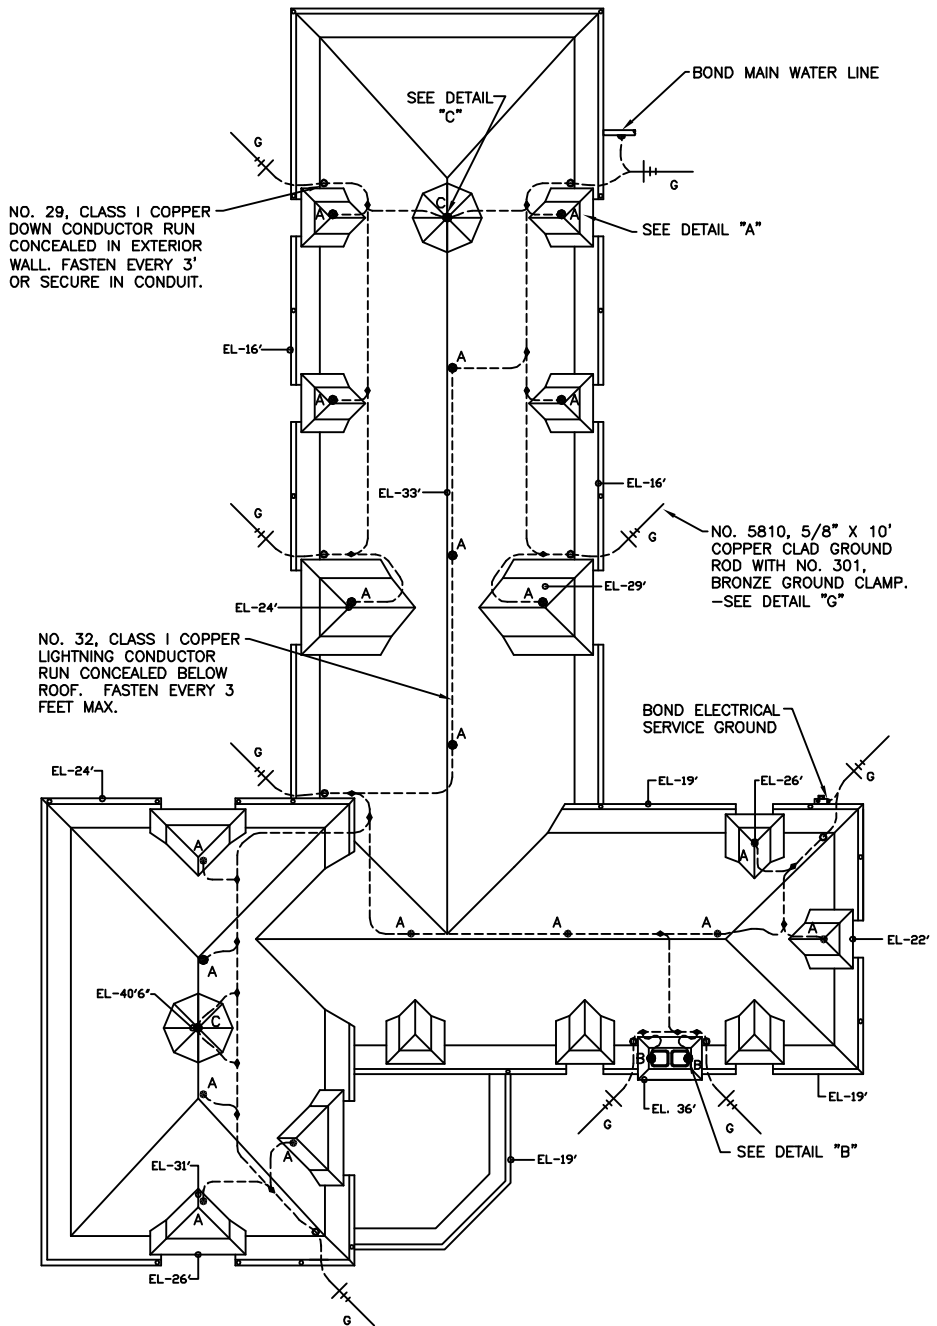 BOND MAIN WATER LINE
SEE DETAIL
"C"
G
G
NO. 29, CLASS I COPPER
DOWN CONDUCTOR RUN
CONCEALED IN EXTERIOR
WALL. FASTEN EVERY 3'
OR SECURE IN CONDUIT.
A
C
A
SEE DETAIL "A"
EL-16'
A
A
A
EL-33'
EL-16'
G
G
NO. 5810, 5/8" X 10'
COPPER CLAD GROUND
ROD WITH NO. 301,
BRONZE GROUND CLAMP.
-SEE DETAIL "G"
A
A
A
EL-29'
EL-24'
NO. 32, CLASS I COPPER
LIGHTNING CONDUCTOR
RUN CONCEALED BELOW
ROOF. FASTEN EVERY 3
FEET MAX.
BOND ELECTRICAL
SERVICE GROUND
A
G
G
EL-24'
EL-19'
EL-26'
A
A
A
A
A
A
EL-22'
A
EL-40'6"
C
A
B
B
EL. 36'
EL-19'
G
G
SEE DETAIL "B"
A
EL-19'
EL-31'
A
EL-26'
G